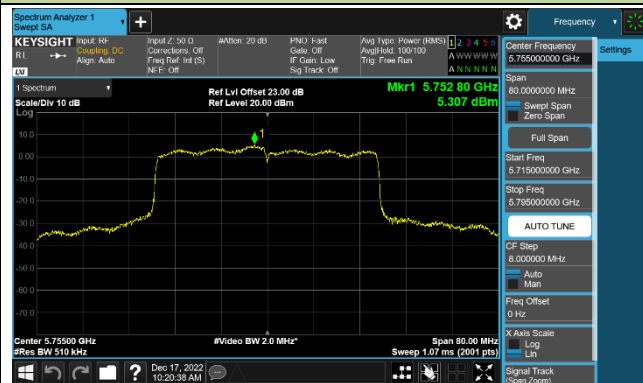 Spectrum Analyzer 1
Swept SA
Frequency
KEYSIGHT
RL
LXI
Input: RF
Coupling: DC
Align: Auto
Input Z: 50 Ω
Corrections: Off
Freq Ref: Int (S)
NFE: Off
#Atten: 20 dB
PNO: Fast
Gate: Off
IF Gain: Low
Sig Track: Off
Avg Type: Power (RMS)
Avg|Hold: 100/100
Trig: Free Run
1 2 3 4 5 6
A W W W W W
A N N N N N
1 Spectrum
Scale/Div 10 dB
Log
Ref Lvl Offset 23.00 dB
Ref Level 20.00 dBm
Mkr1 5.752 80 GHz
5.307 dBm
1
10.0
0.00
-10.0
-20.0
-30.0
-40.0
-50.0
-60.0
-70.0
Center 5.75500 GHz
#Res BW 510 kHz
#Video BW 2.0 MHz*
Span 80.00 MHz
Sweep 1.07 ms (2001 pts)
Center Frequency
5.755000000 GHz
Settings
Span
80.0000000 MHz
Swept Span
Zero Span
Full Span
Start Freq
5.715000000 GHz
Stop Freq
5.795000000 GHz
AUTO TUNE
CF Step
8.000000 MHz
Auto
Man
Freq Offset
0 Hz
X Axis Scale
Log
Lin
Signal Track
(Span Zoom)
?
Dec 17, 2022
10:20:38 AM